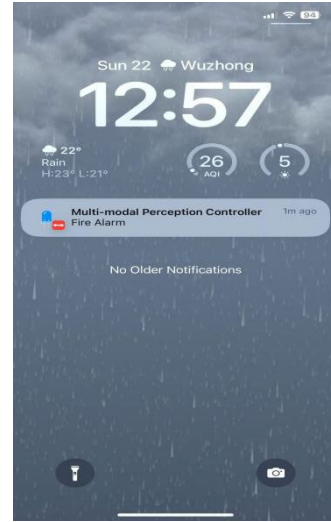 94
Sun 22 Wuzhong
12:57
22°
Rain
H:23° L:21°
26
AQI
5
Multi-modal Perception Controller 1m ago
Fire Alarm
No Older Notifications